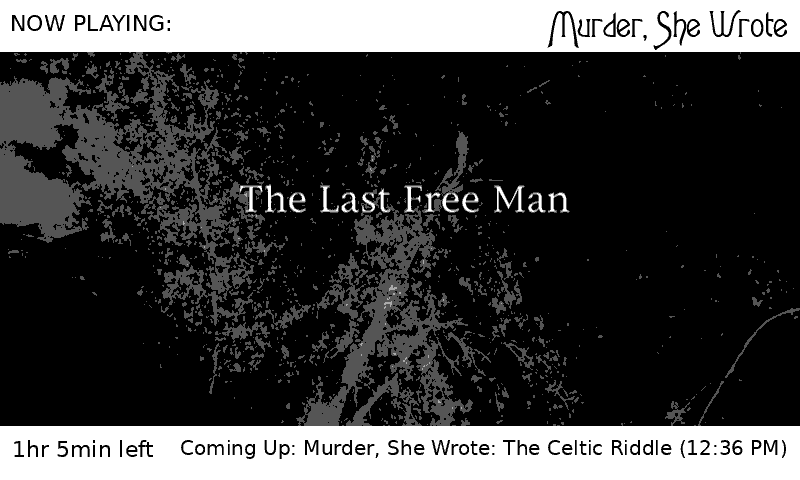 NOW PLAYING:
Murder, She Wrote
The Last Free Man
1hr 5min left
Coming Up: Murder, She Wrote: The Celtic Riddle (12:36 PM)